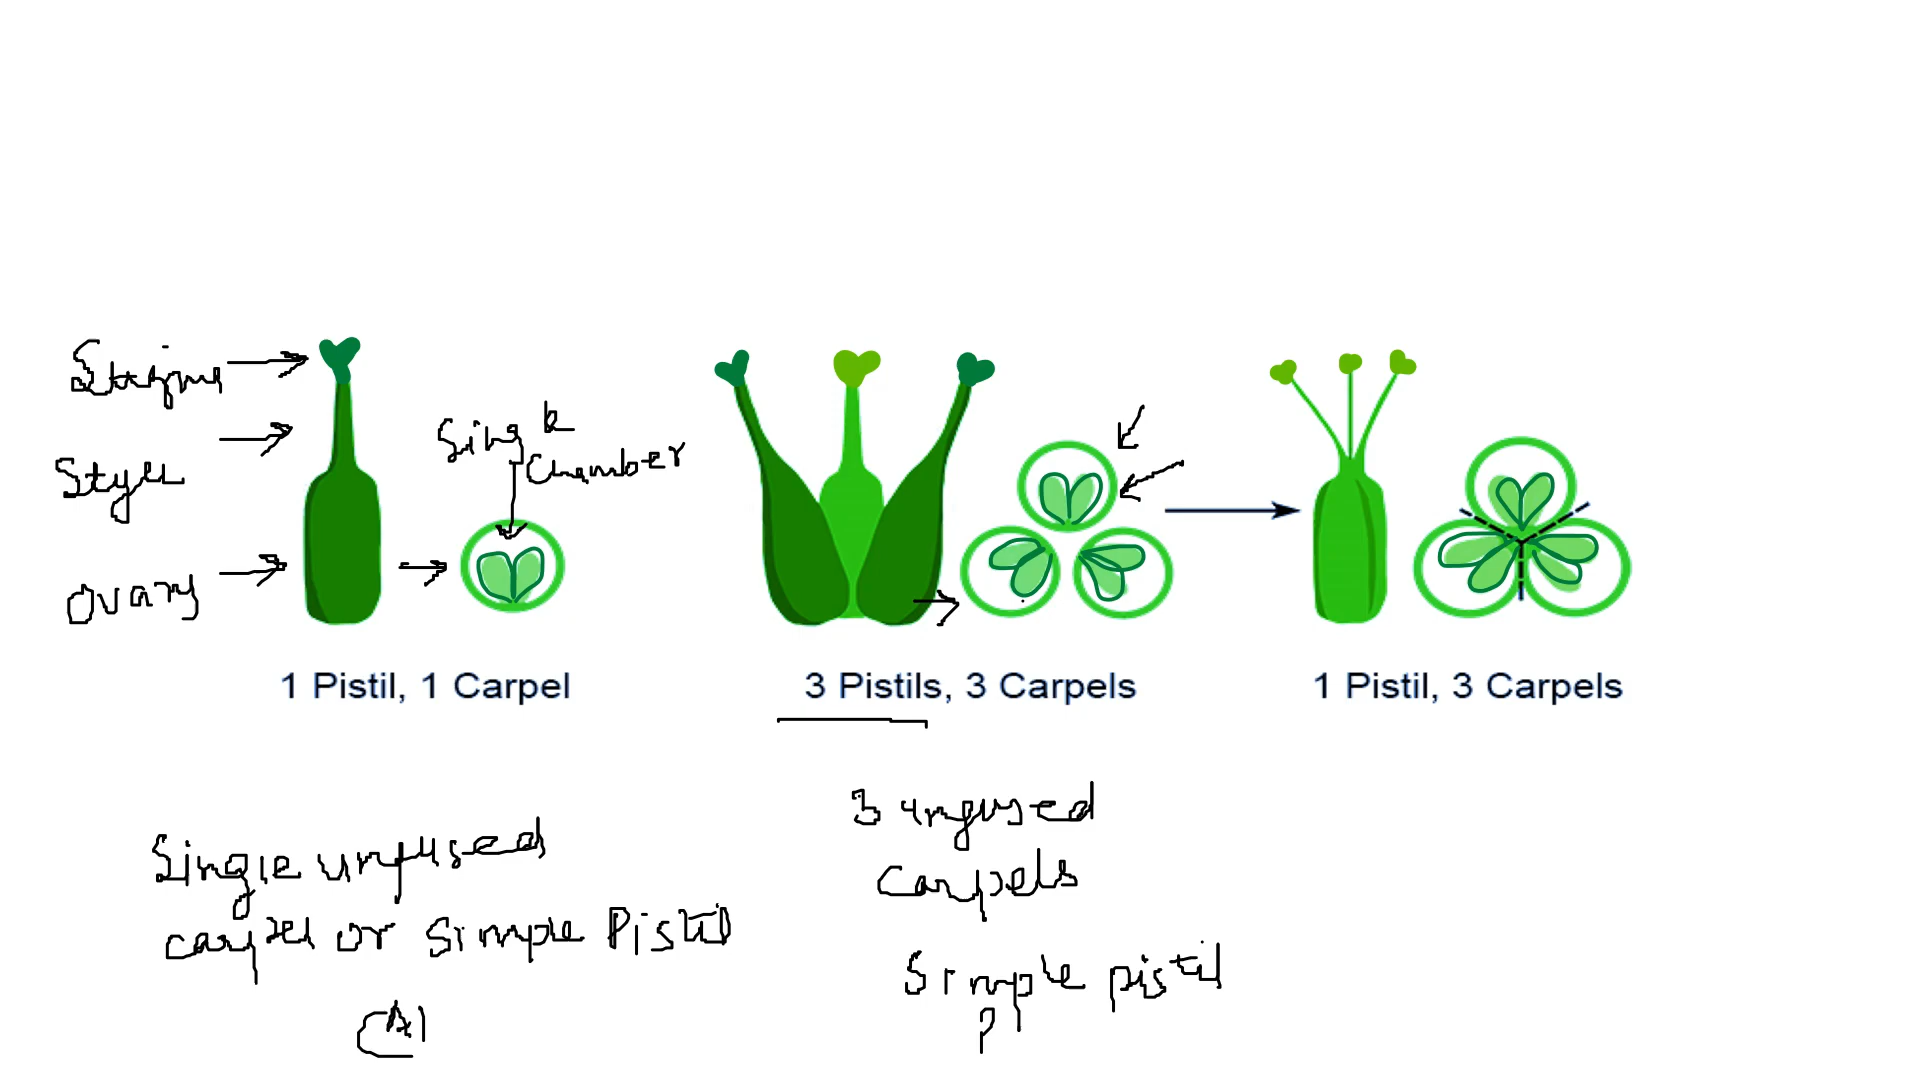 Stigma
Style
Ovary
Single
Chamber
1 Pistil, 1 Carpel
3 Pistils, 3 Carpels
1 Pistil, 3 Carpels
Single unfused
carpel or simple Pistil
CA1
3 unfused
Carpels
Simple pistil
P